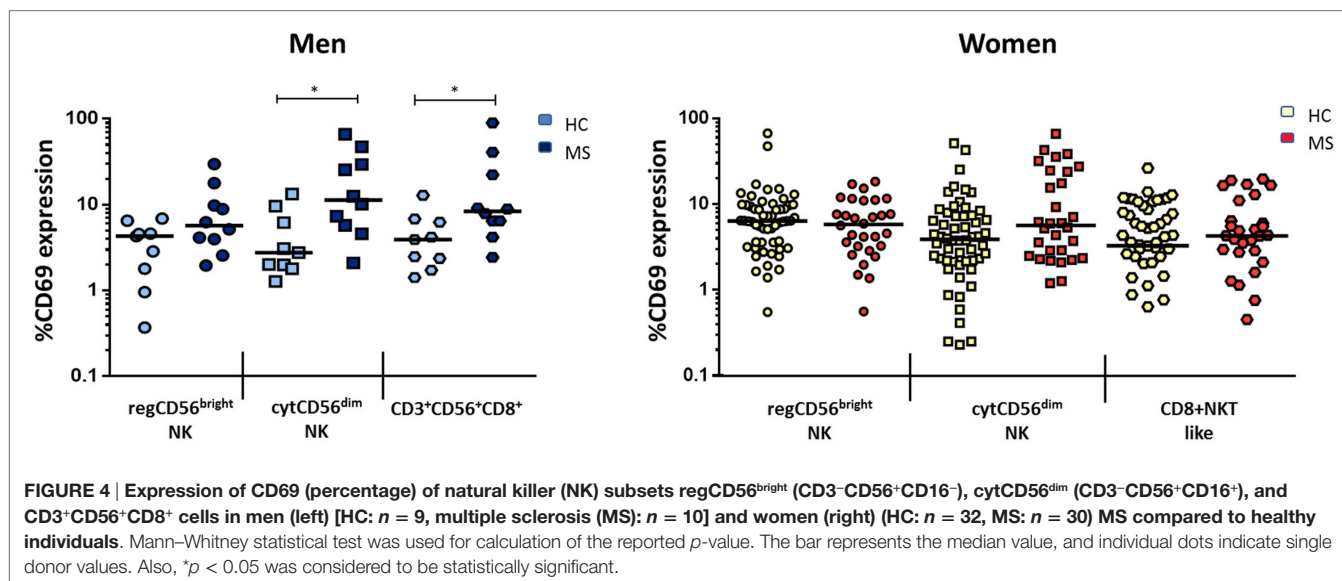 Men
Women
*
*
HC
MS
HC
MS
%CD69 expression
100
10
1
0.1
regCD56bright
NK
cytCD56dim
NK
CD3+CD56+CD8+
%CD69 expression
100
10
1
0.1
regCD56bright
NK
cytCD56dim
NK
CD8+NKT
like
FIGURE 4 | Expression of CD69 (percentage) of natural killer (NK) subsets regCD56bright (CD3−CD56+CD16−), cytCD56dim (CD3−CD56+CD16+), and
CD3+CD56+CD8+ cells in men (left) [HC: n = 9, multiple sclerosis (MS): n = 10] and women (right) (HC: n = 32, MS: n = 30) MS compared to healthy
individuals. Mann–Whitney statistical test was used for calculation of the reported p-value. The bar represents the median value, and individual dots indicate single
donor values. Also, *p < 0.05 was considered to be statistically significant.